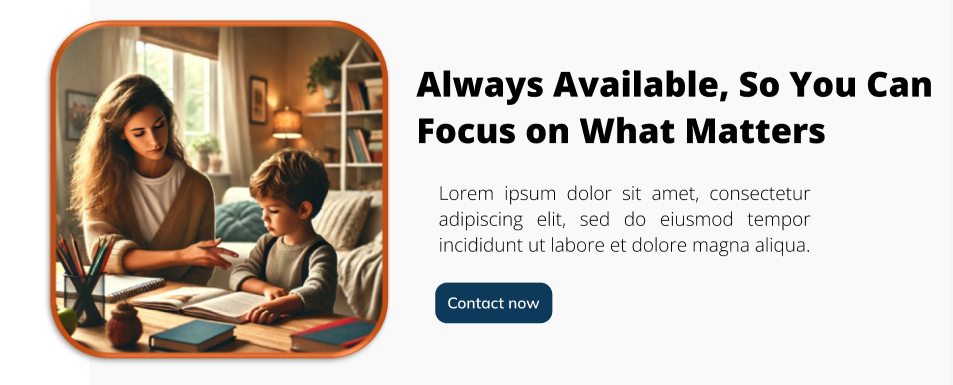 Always Available, So You Can
Focus on What Matters
Lorem ipsum dolor sit amet, consectetur
adipiscing elit, sed do eiusmod tempor
incididunt ut labore et dolore magna aliqua.
Contact now